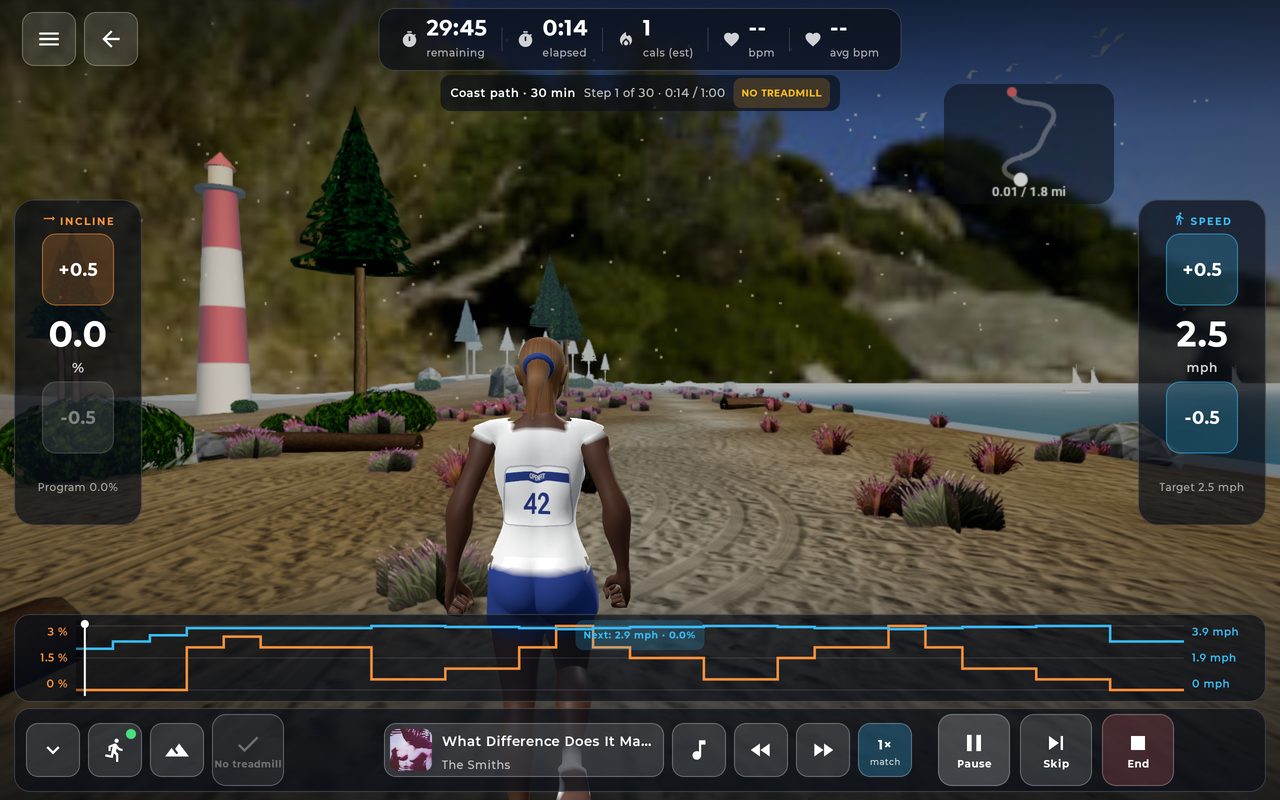 29:45
remaining
0:14
elapsed
1
cals (est)
--
bpm
--
avg bpm
Coast path · 30 min Step 1 of 30 · 0:14 / 1:00 NO TREADMILL
0.01 / 1.8 mi
INCLINE
+0.5
0.0
%
-0.5
Program 0.0%
SPEED
+0.5
2.5
mph
-0.5
Target 2.5 mph
42
3 %
1.5 %
0 %
Next: 2.9 mph · 0.0%
3.9 mph
1.9 mph
0 mph
No treadmill
What Difference Does It Ma...
The Smiths
1×
match
Pause
Skip
End